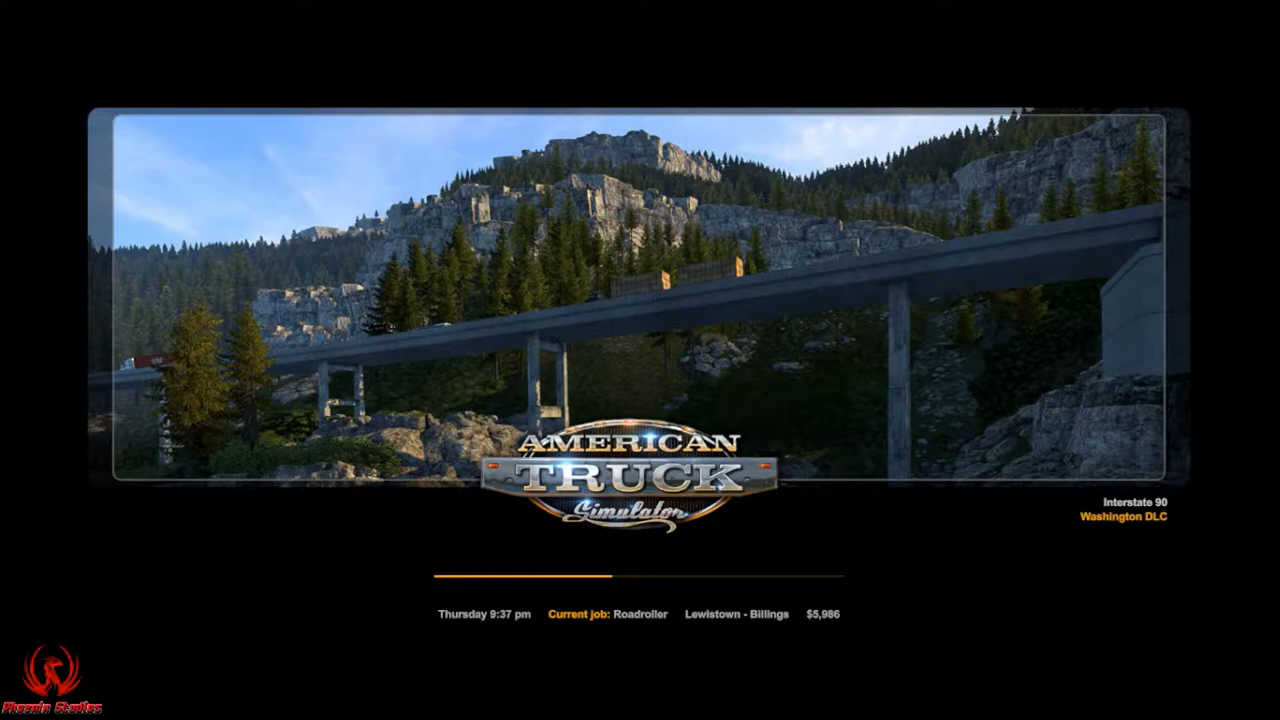 AMERICAN
TRUCK
Simulator
Interstate 90
Washington DLC
Thursday 9:37 pm Current job: Roadroller Lewistown - Billings $5,986
Phoenix Studios